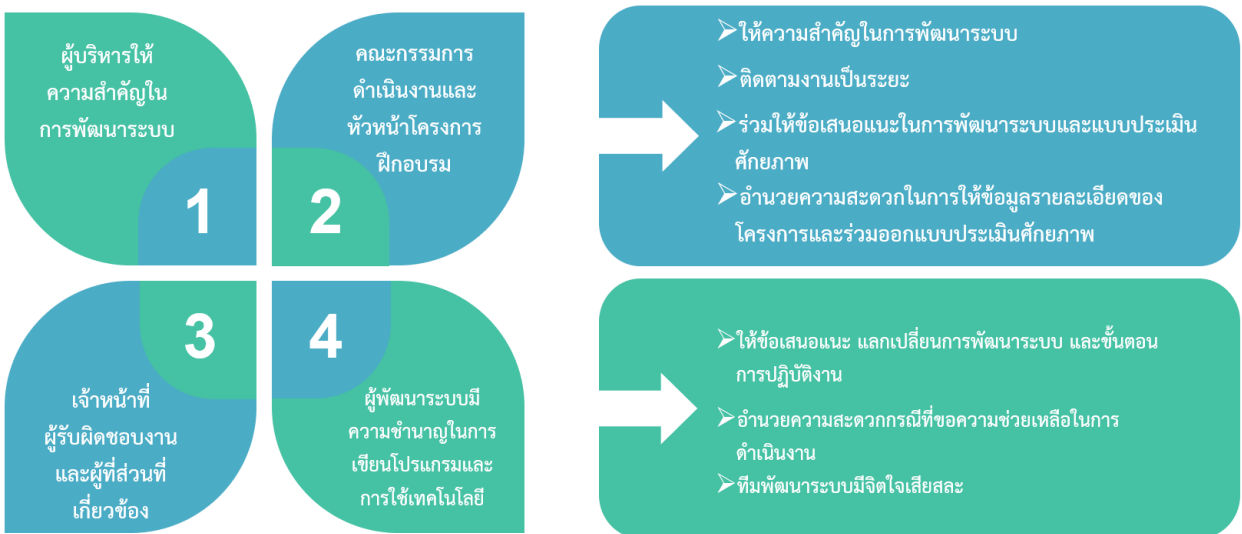 ผู้บริหารให้
ความสำคัญใน
การพัฒนาระบบ
1
คณะกรรมการ
ดำเนินงานและ
หัวหน้าโครงการ
ฝึกอบรม
2
3
เจ้าหน้าที่
ผู้รับผิดชอบงาน
และผู้ที่ส่วนที่
เกี่ยวข้อง
4
ผู้พัฒนาระบบมี
ความชำนาญในการ
เขียนโปรแกรมและ
การใช้เทคโนโลยี
➢ให้ความสำคัญในการพัฒนาระบบ
➢ติดตามงานเป็นระยะ
➢ร่วมให้ข้อเสนอแนะในการพัฒนาระบบและแบบประเมิน
ศักยภาพ
➢อำนวยความสะดวกในการให้ข้อมูลรายละเอียดของ
โครงการและร่วมออกแบบประเมินศักยภาพ
➢ให้ข้อเสนอแนะ แลกเปลี่ยนการพัฒนาระบบ และขั้นตอน
การปฏิบัติงาน
➢อำนวยความสะดวกกรณีที่ขอความช่วยเหลือในการ
ดำเนินงาน
➢ทีมพัฒนาระบบมีจิตใจเสียสละ